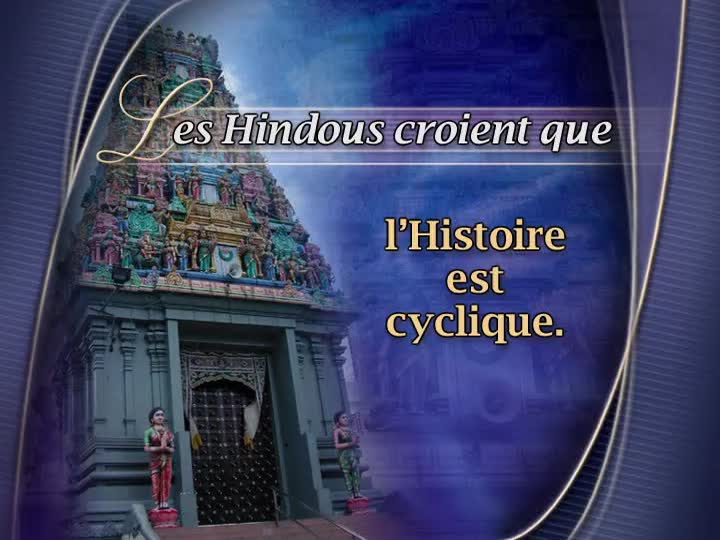 Les Hindous croient que
l'Histoire
est
cyclique.